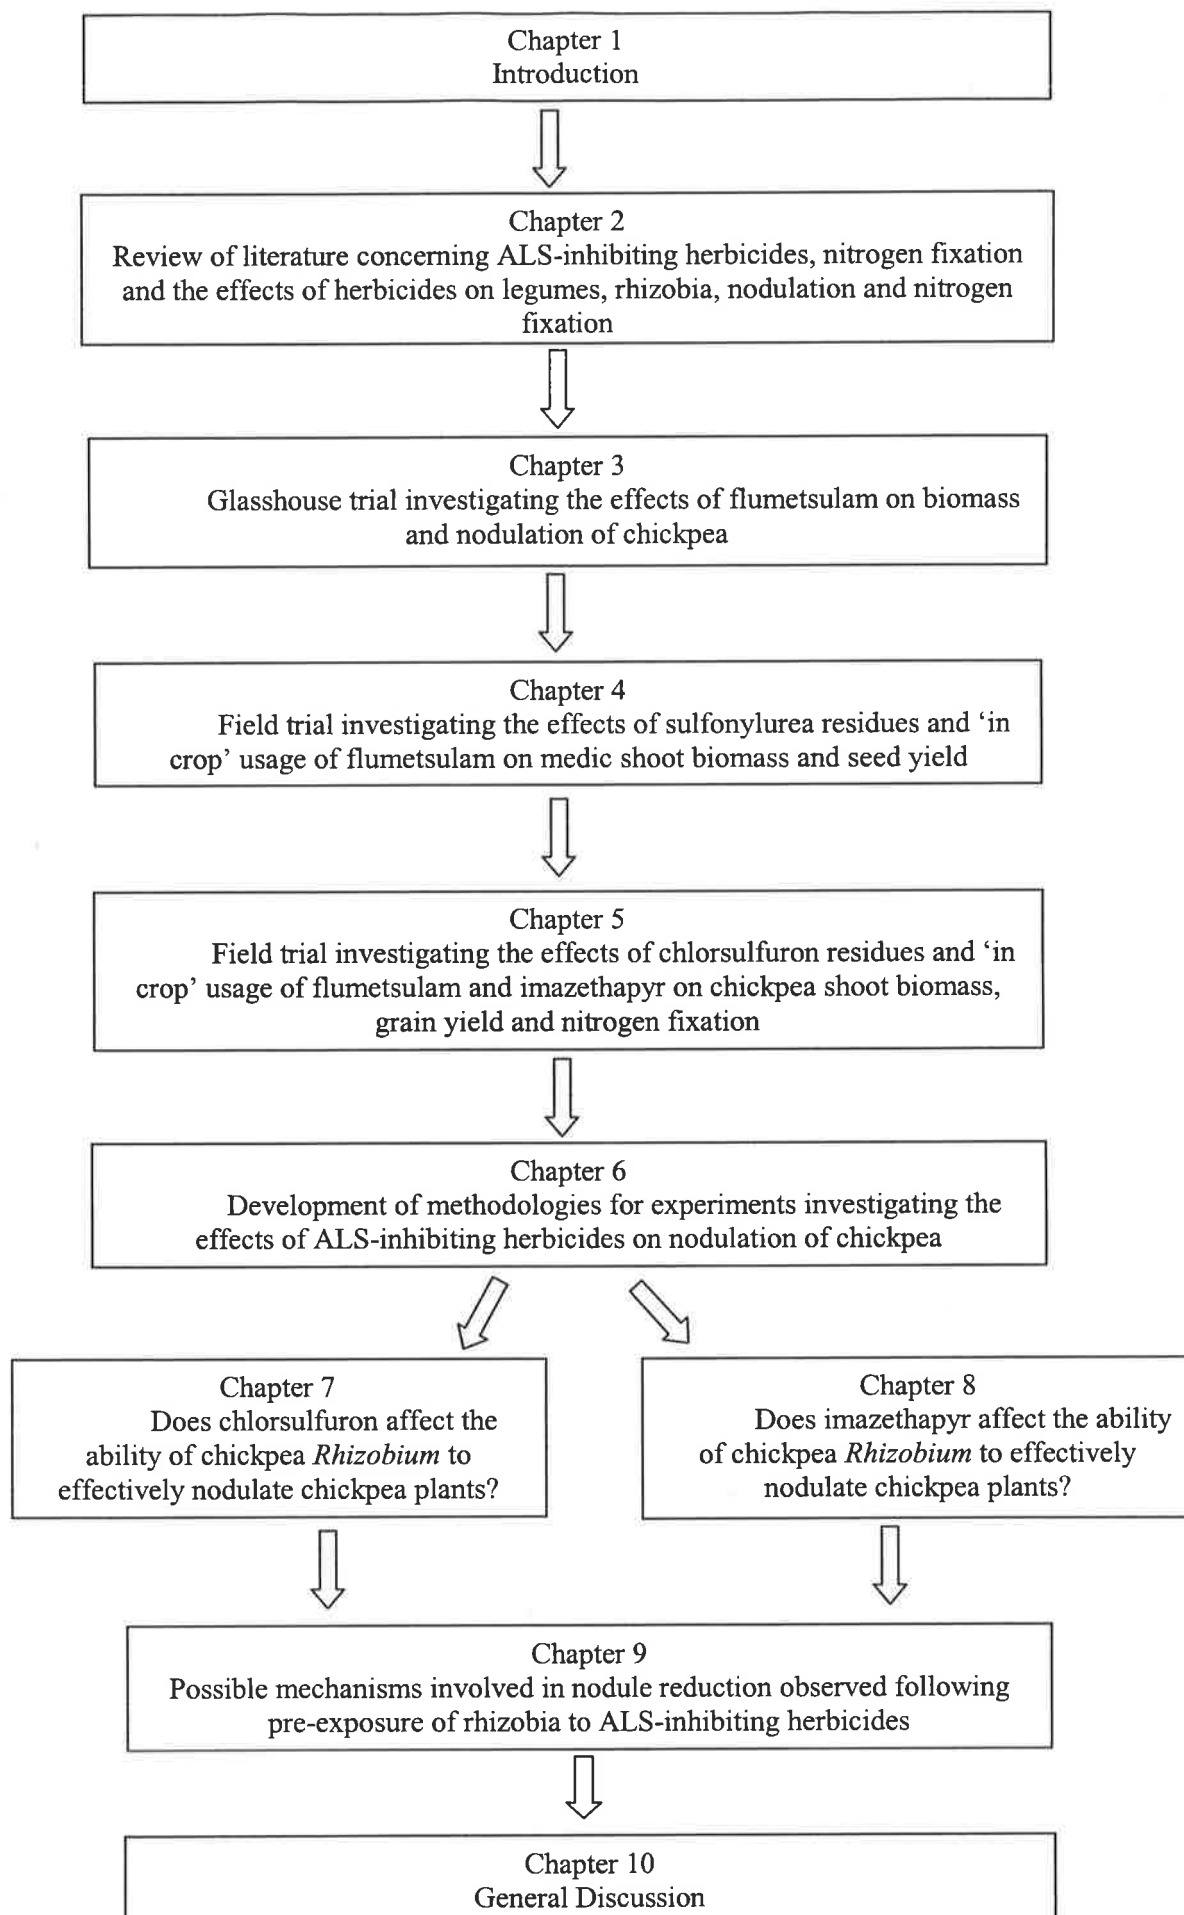 Chapter 1
Introduction
Chapter 2
Review of literature concerning ALS-inhibiting herbicides, nitrogen fixation
and the effects of herbicides on legumes, rhizobia, nodulation and nitrogen
fixation
Chapter 3
Glasshouse trial investigating the effects of flumetsulam on biomass
and nodulation of chickpea
Chapter 4
Field trial investigating the effects of sulfonylurea residues and ‘in
crop’ usage of flumetsulam on medic shoot biomass and seed yield
Chapter 5
Field trial investigating the effects of chlorsulfuron residues and ‘in
crop’ usage of flumetsulam and imazethapyr on chickpea shoot biomass,
grain yield and nitrogen fixation
Chapter 6
Development of methodologies for experiments investigating the
effects of ALS-inhibiting herbicides on nodulation of chickpea
Chapter 7
Does chlorsulfuron affect the
ability of chickpea Rhizobium to
effectively nodulate chickpea plants?
Chapter 8
Does imazethapyr affect the ability
of chickpea Rhizobium to effectively
nodulate chickpea plants?
Chapter 9
Possible mechanisms involved in nodule reduction observed following
pre-exposure of rhizobia to ALS-inhibiting herbicides
Chapter 10
General Discussion